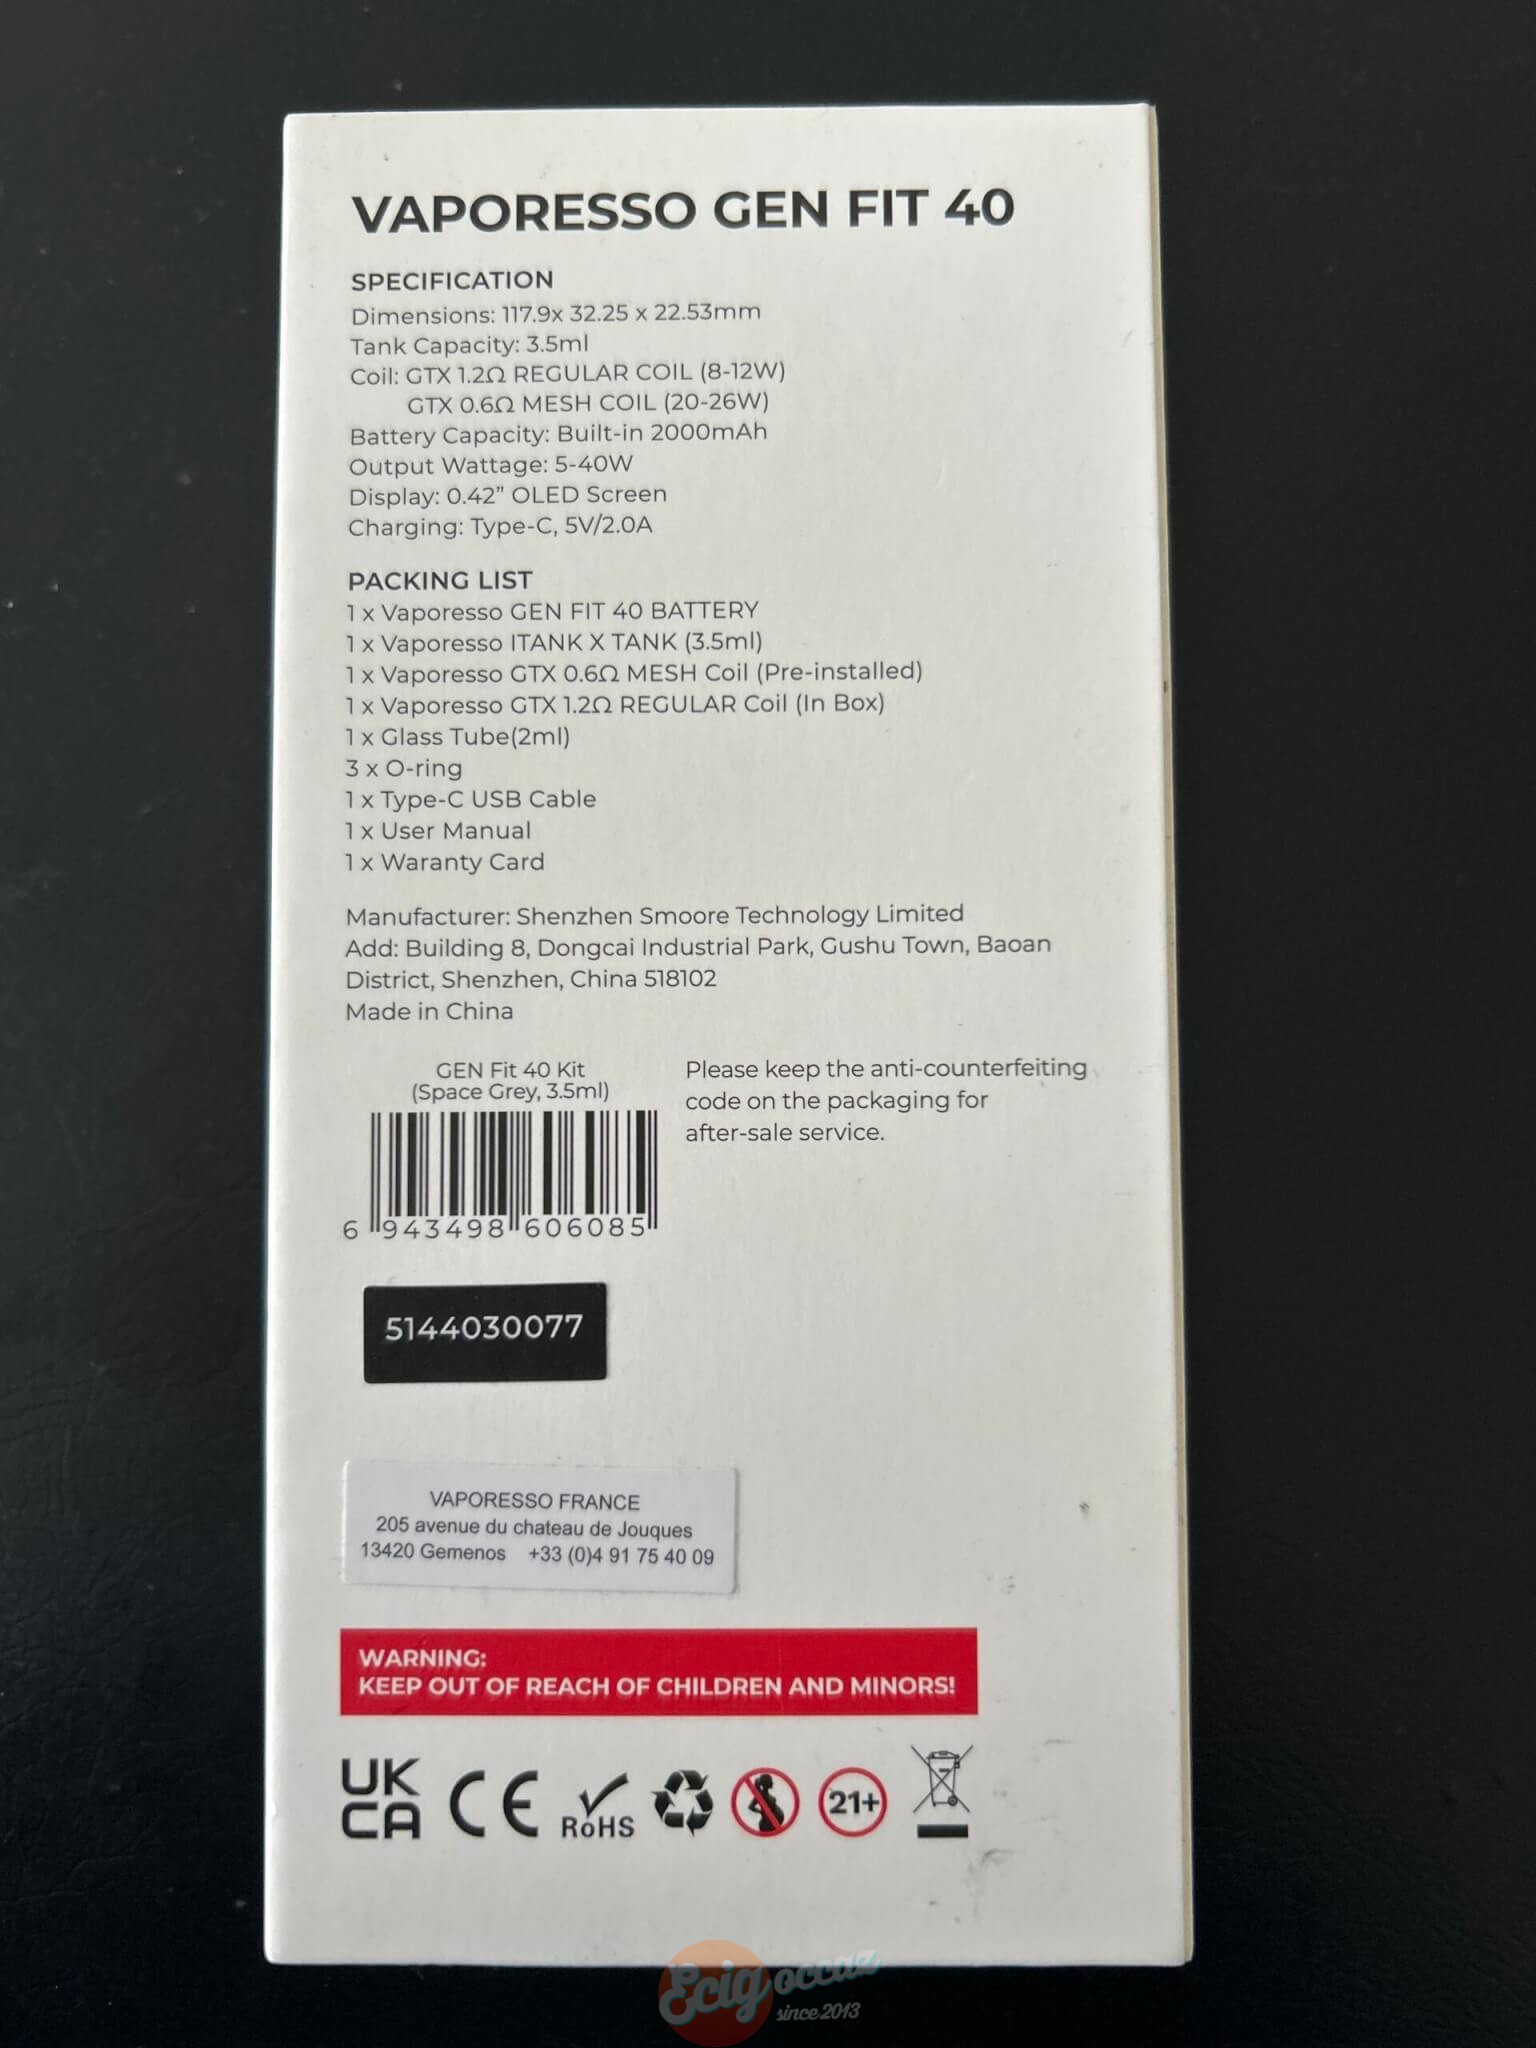 VAPORESSO GEN FIT 40
SPECIFICATION
Dimensions: 117.9x 32.25 x 22.53mm
Tank Capacity: 3.5ml
Coil: GTX 1.2Ω REGULAR COIL (8-12W)
GTX 0.6Ω MESH COIL (20-26W)
Battery Capacity: Built-in 2000mAh
Output Wattage: 5-40W
Display: 0.42” OLED Screen
Charging: Type-C, 5V/2.0A
PACKING LIST
1 x Vaporesso GEN FIT 40 BATTERY
1 x Vaporesso ITANK X TANK (3.5ml)
1 x Vaporesso GTX 0.6Ω MESH Coil (Pre-installed)
1 x Vaporesso GTX 1.2Ω REGULAR Coil (In Box)
1 x Glass Tube(2ml)
3 x O-ring
1 x Type-C USB Cable
1 x User Manual
1 x Waranty Card
Manufacturer: Shenzhen Smoore Technology Limited
Add: Building 8, Dongcai Industrial Park, Gushu Town, Baoan
District, Shenzhen, China 518102
Made in China
GEN Fit 40 Kit
(Space Grey, 3.5ml)
6 943498 606085
Please keep the anti-counterfeiting
code on the packaging for
after-sale service.
5144030077
VAPORESSO FRANCE
205 avenue du chateau de Jouques
13420 Gemenos +33 (0)4 91 75 40 09
WARNING:
KEEP OUT OF REACH OF CHILDREN AND MINORS!
UK
CA
CE
RoHS
21+
Ecig occaz
since 2013